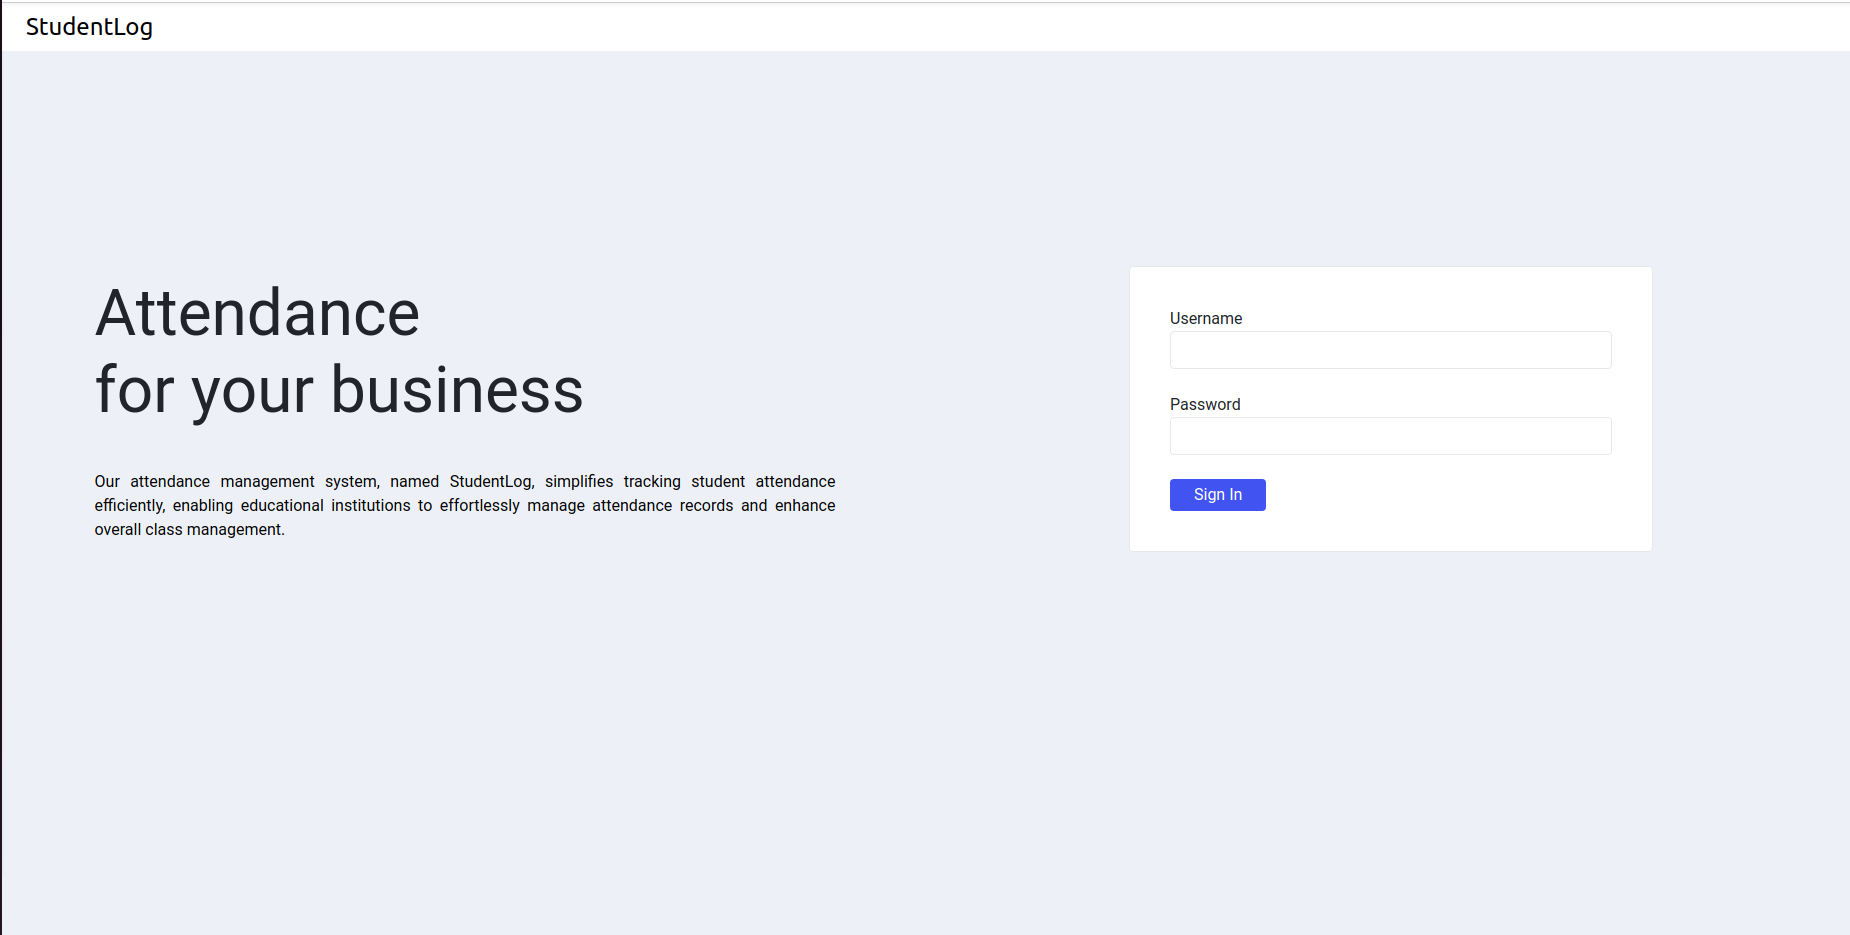 StudentLog
Attendance
for your business
Our attendance management system, named StudentLog, simplifies tracking student attendance
efficiently, enabling educational institutions to effortlessly manage attendance records and enhance
overall class management.
Username
Password
Sign In